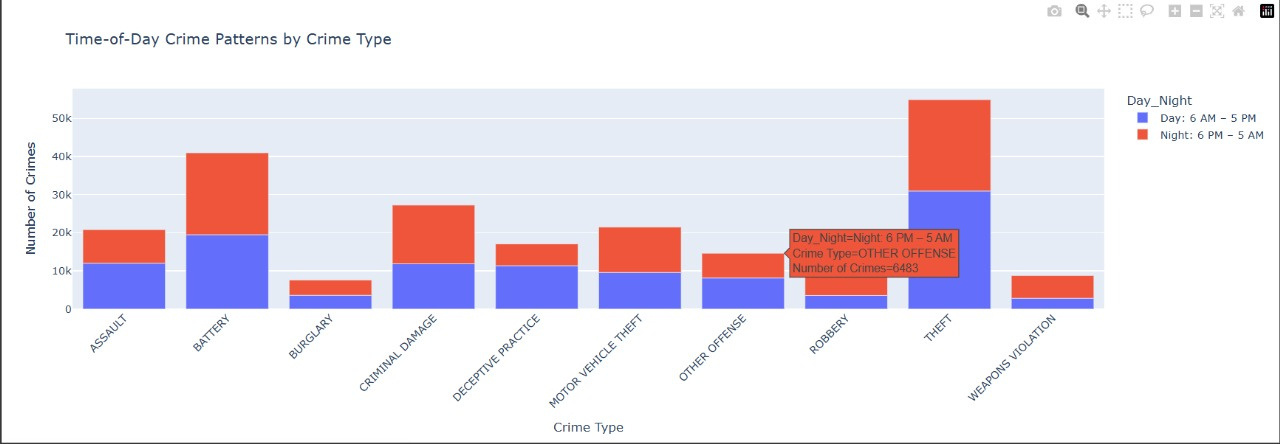 Time-of-Day Crime Patterns by Crime Type
Number of Crimes
50k
40k
30k
20k
10k
0
Day_Night
Day: 6 AM – 5 PM
Night: 6 PM – 5 AM
Day_Night=Night: 6 PM – 5 AM
Crime Type=OTHER OFFENSE
Number of Crimes=6483
ASSAULT
BATTERY
BURGLARY
CRIMINAL DAMAGE
DECEPTIVE PRACTICE
MOTOR VEHICLE THEFT
OTHER OFFENSE
ROBBERY
THEFT
WEAPONS VIOLATION
Crime Type